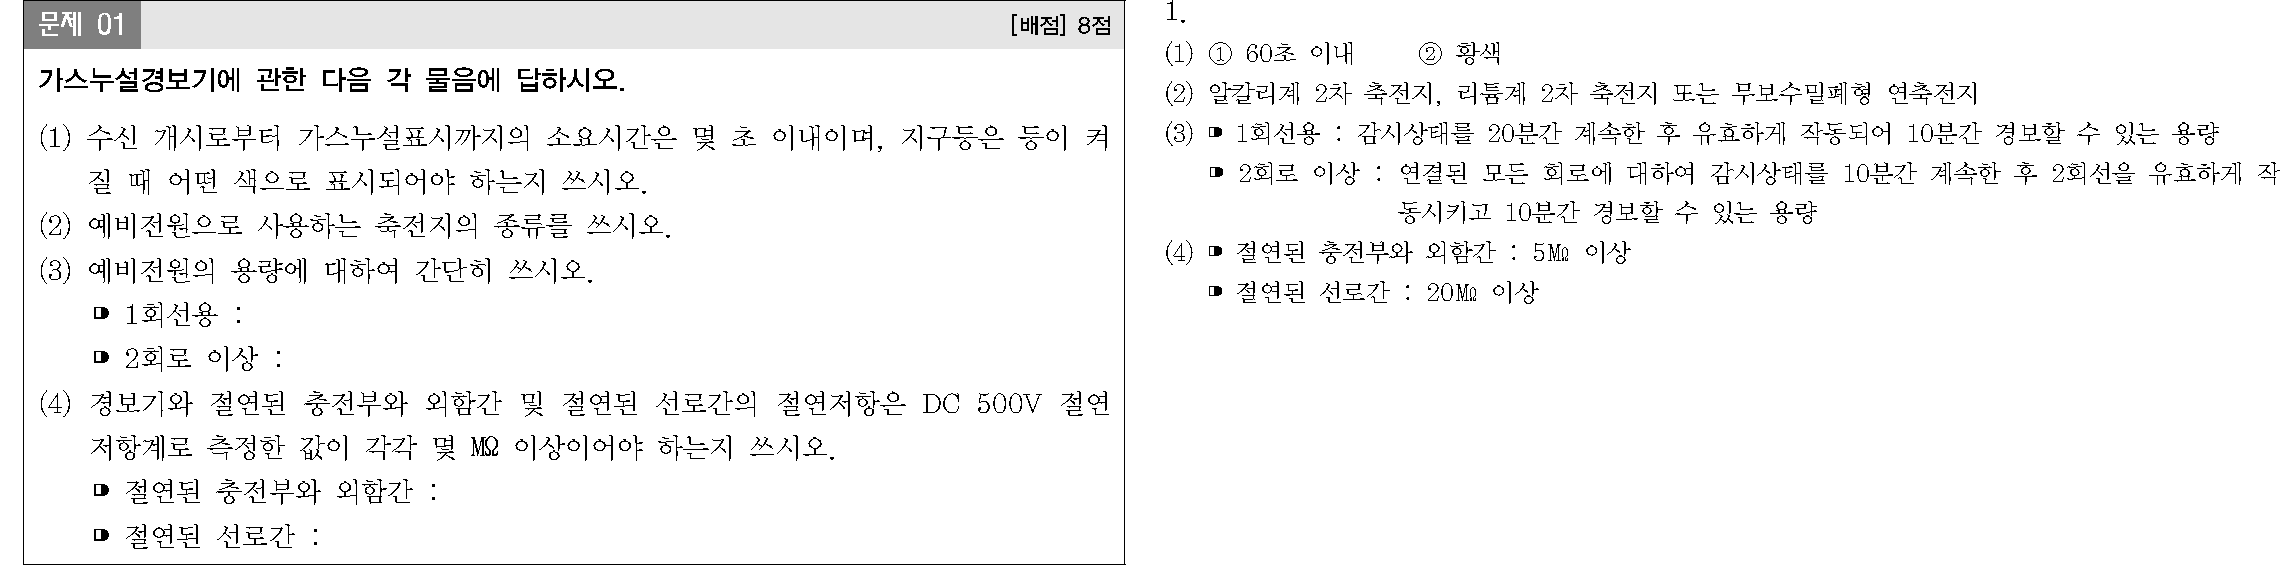 문제 01
[배점] 8점
가스누설경보기에 관한 다음 각 물음에 답하시오.
(1) 수신 개시로부터 가스누설표시까지의 소요시간은 몇 초 이내이며, 지구등은 등이 켜
질 때 어떤 색으로 표시되어야 하는지 쓰시오.
(2) 예비전원으로 사용하는 축전지의 종류를 쓰시오.
(3) 예비전원의 용량에 대하여 간단히 쓰시오.
1회선용 :
2회로 이상 :
(4) 경보기와 절연된 충전부와 외함간 및 절연된 선로간의 절연저항은 DC 500V 절연
저항계로 측정한 값이 각각 몇 ㏁ 이상이어야 하는지 쓰시오.
절연된 충전부와 외함간 :
절연된 선로간 :
1.
(1) ① 60초 이내 ② 황색
(2) 알칼리계 2차 축전지, 리튬계 2차 축전지 또는 무보수밀폐형 연축전지
(3) 1회선용 : 감시상태를 20분간 계속한 후 유효하게 작동되어 10분간 경보할 수 있는 용량
2회로 이상 : 연결된 모든 회로에 대하여 감시상태를 10분간 계속한 후 2회선을 유효하게 작
동시키고 10분간 경보할 수 있는 용량
(4) 절연된 충전부와 외함간 : 5㏁ 이상
절연된 선로간 : 20㏁ 이상